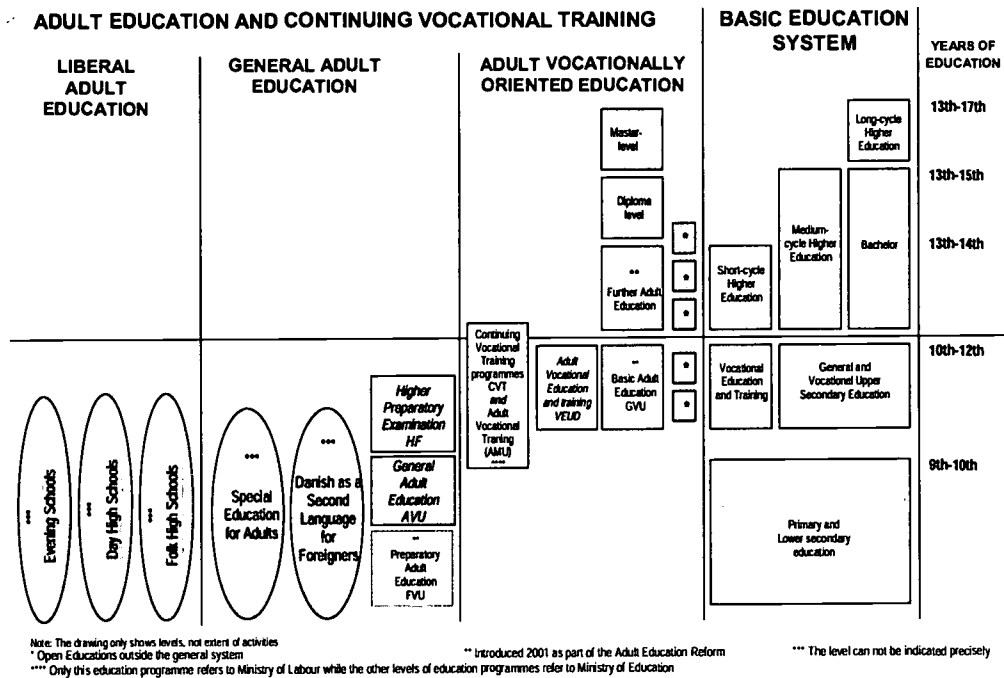 ADULT EDUCATION AND CONTINUING VOCATIONAL TRAINING
BASIC EDUCATION
SYSTEM
YEARS OF
EDUCATION
LIBERAL
ADULT
EDUCATION
GENERAL ADULT
EDUCATION
ADULT VOCATIONALLY
ORIENTED EDUCATION
Master-
level
Long-cycle
Higher
Education
13th-17th
Diploma
level
13th-15th
**
Further Adult
Education
*
*
*
Short-cycle
Higher
Education
Medium-
cycle Higher
Education
Bachelor
13th-14th
Continuing
Vocational
Training
programmes
CVT
and
Adult
Vocational
Traning
(AMU)
****
Adult
Vocational
Education
and training
VEUD
**
Basic Adult
Education
GVU
*
*
Vocational
Education
and Training
General and
Vocational Upper
Secondary Education
10th-12th
***
Evening Schools
***
Day High Schools
***
Folk High Schools
***
Special
Education
for Adults
***
Danish as a
Second
Language
for
Foreigners
Higher
Preparatory
Examination
HF
General
Adult
Education
AVU
**
Preparatory
Adult
Education
FVU
Primary and
Lower secondary
education
9th-10th
Note: The drawing only shows levels, not extent of activities
* Open Educations outside the general system
** Introduced 2001 as part of the Adult Education Reform
*** The level can not be indicated precisely
**** Only this education programme refers to Ministry of Labour while the other levels of education programmes refer to Ministry of Education